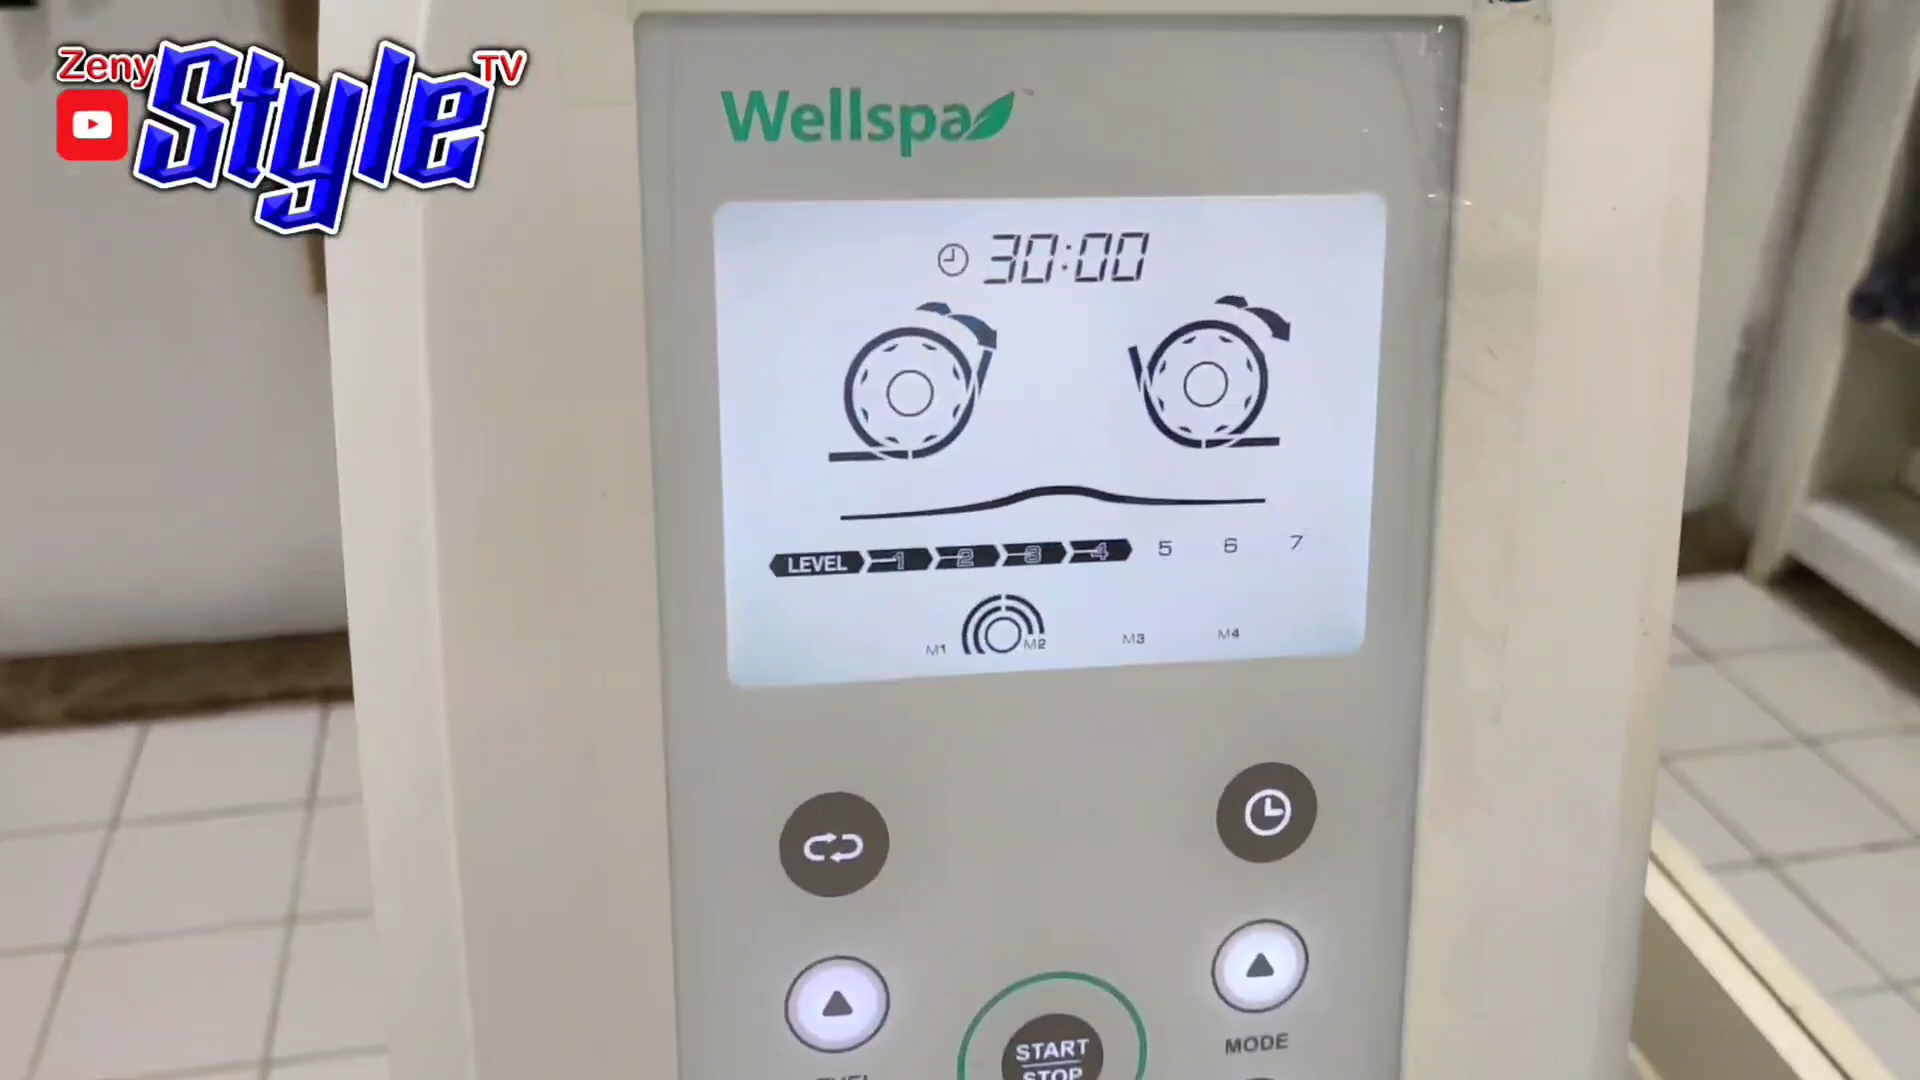 Zeny Style TV
Wellspa
30:00
LEVEL 1 2 3 4 5 6 7
M1 M2 M3 M4
MODE
START
STOP